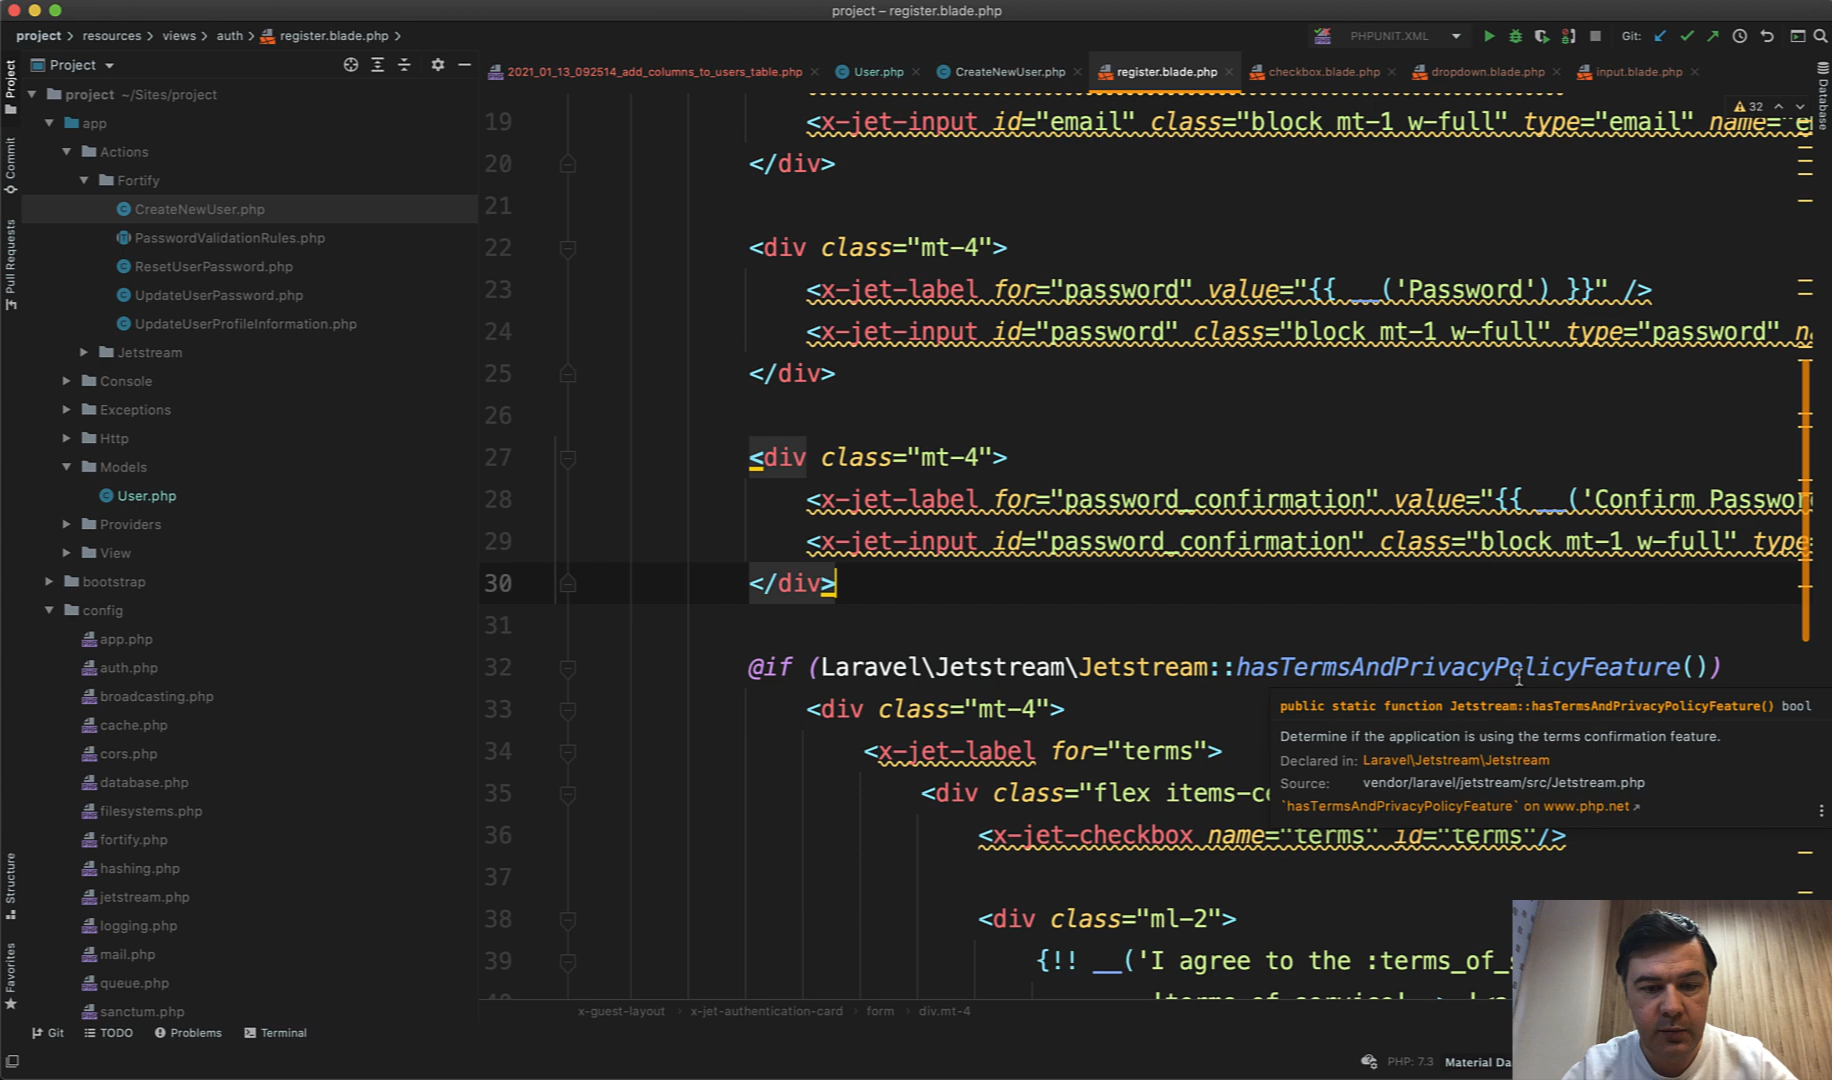 project – register.blade.php
project > resources > views > auth > register.blade.php >
PHPUNIT.XML
Git:
Project
2021_01_13_092514_add_columns_to_users_table.php
User.php
CreateNewUser.php
register.blade.php
checkbox.blade.php
dropdown.blade.php
input.blade.php
Project
Commit
Pull Requests
Structure
Favorites
Database
project ~/Sites/project
app
Actions
Fortify
CreateNewUser.php
PasswordValidationRules.php
ResetUserPassword.php
UpdateUserPassword.php
UpdateUserProfileInformation.php
Jetstream
Console
Exceptions
Http
Models
User.php
Providers
View
bootstrap
config
app.php
auth.php
broadcasting.php
cache.php
cors.php
database.php
filesystems.php
fortify.php
hashing.php
jetstream.php
logging.php
mail.php
queue.php
sanctum.php
32
19 <x-jet-input id="email" class="block mt-1 w-full" type="email" name="e
20 </div>
21
22 <div class="mt-4">
23 <x-jet-label for="password" value="{{ __('Password') }}" />
24 <x-jet-input id="password" class="block mt-1 w-full" type="password" na
25 </div>
26
27 <div class="mt-4">
28 <x-jet-label for="password_confirmation" value="{{ __('Confirm Passwor
29 <x-jet-input id="password_confirmation" class="block mt-1 w-full" type
30 </div>
31
32 @if (Laravel\Jetstream\Jetstream::hasTermsAndPrivacyPolicyFeature())
33 <div class="mt-4">
34 <x-jet-label for="terms">
35 <div class="flex items-ce
36 <x-jet-checkbox name="terms" id="terms"/>
37
38 <div class="ml-2">
39 {!! __('I agree to the :terms_of_s
public static function Jetstream::hasTermsAndPrivacyPolicyFeature() bool
Determine if the application is using the terms confirmation feature.
Declared in: Laravel\Jetstream\Jetstream
Source: vendor/laravel/jetstream/src/Jetstream.php
`hasTermsAndPrivacyPolicyFeature` on www.php.net
x-guest-layout > x-jet-authentication-card > form > div.mt-4
Git
TODO
Problems
Terminal
PHP: 7.3
Material Da